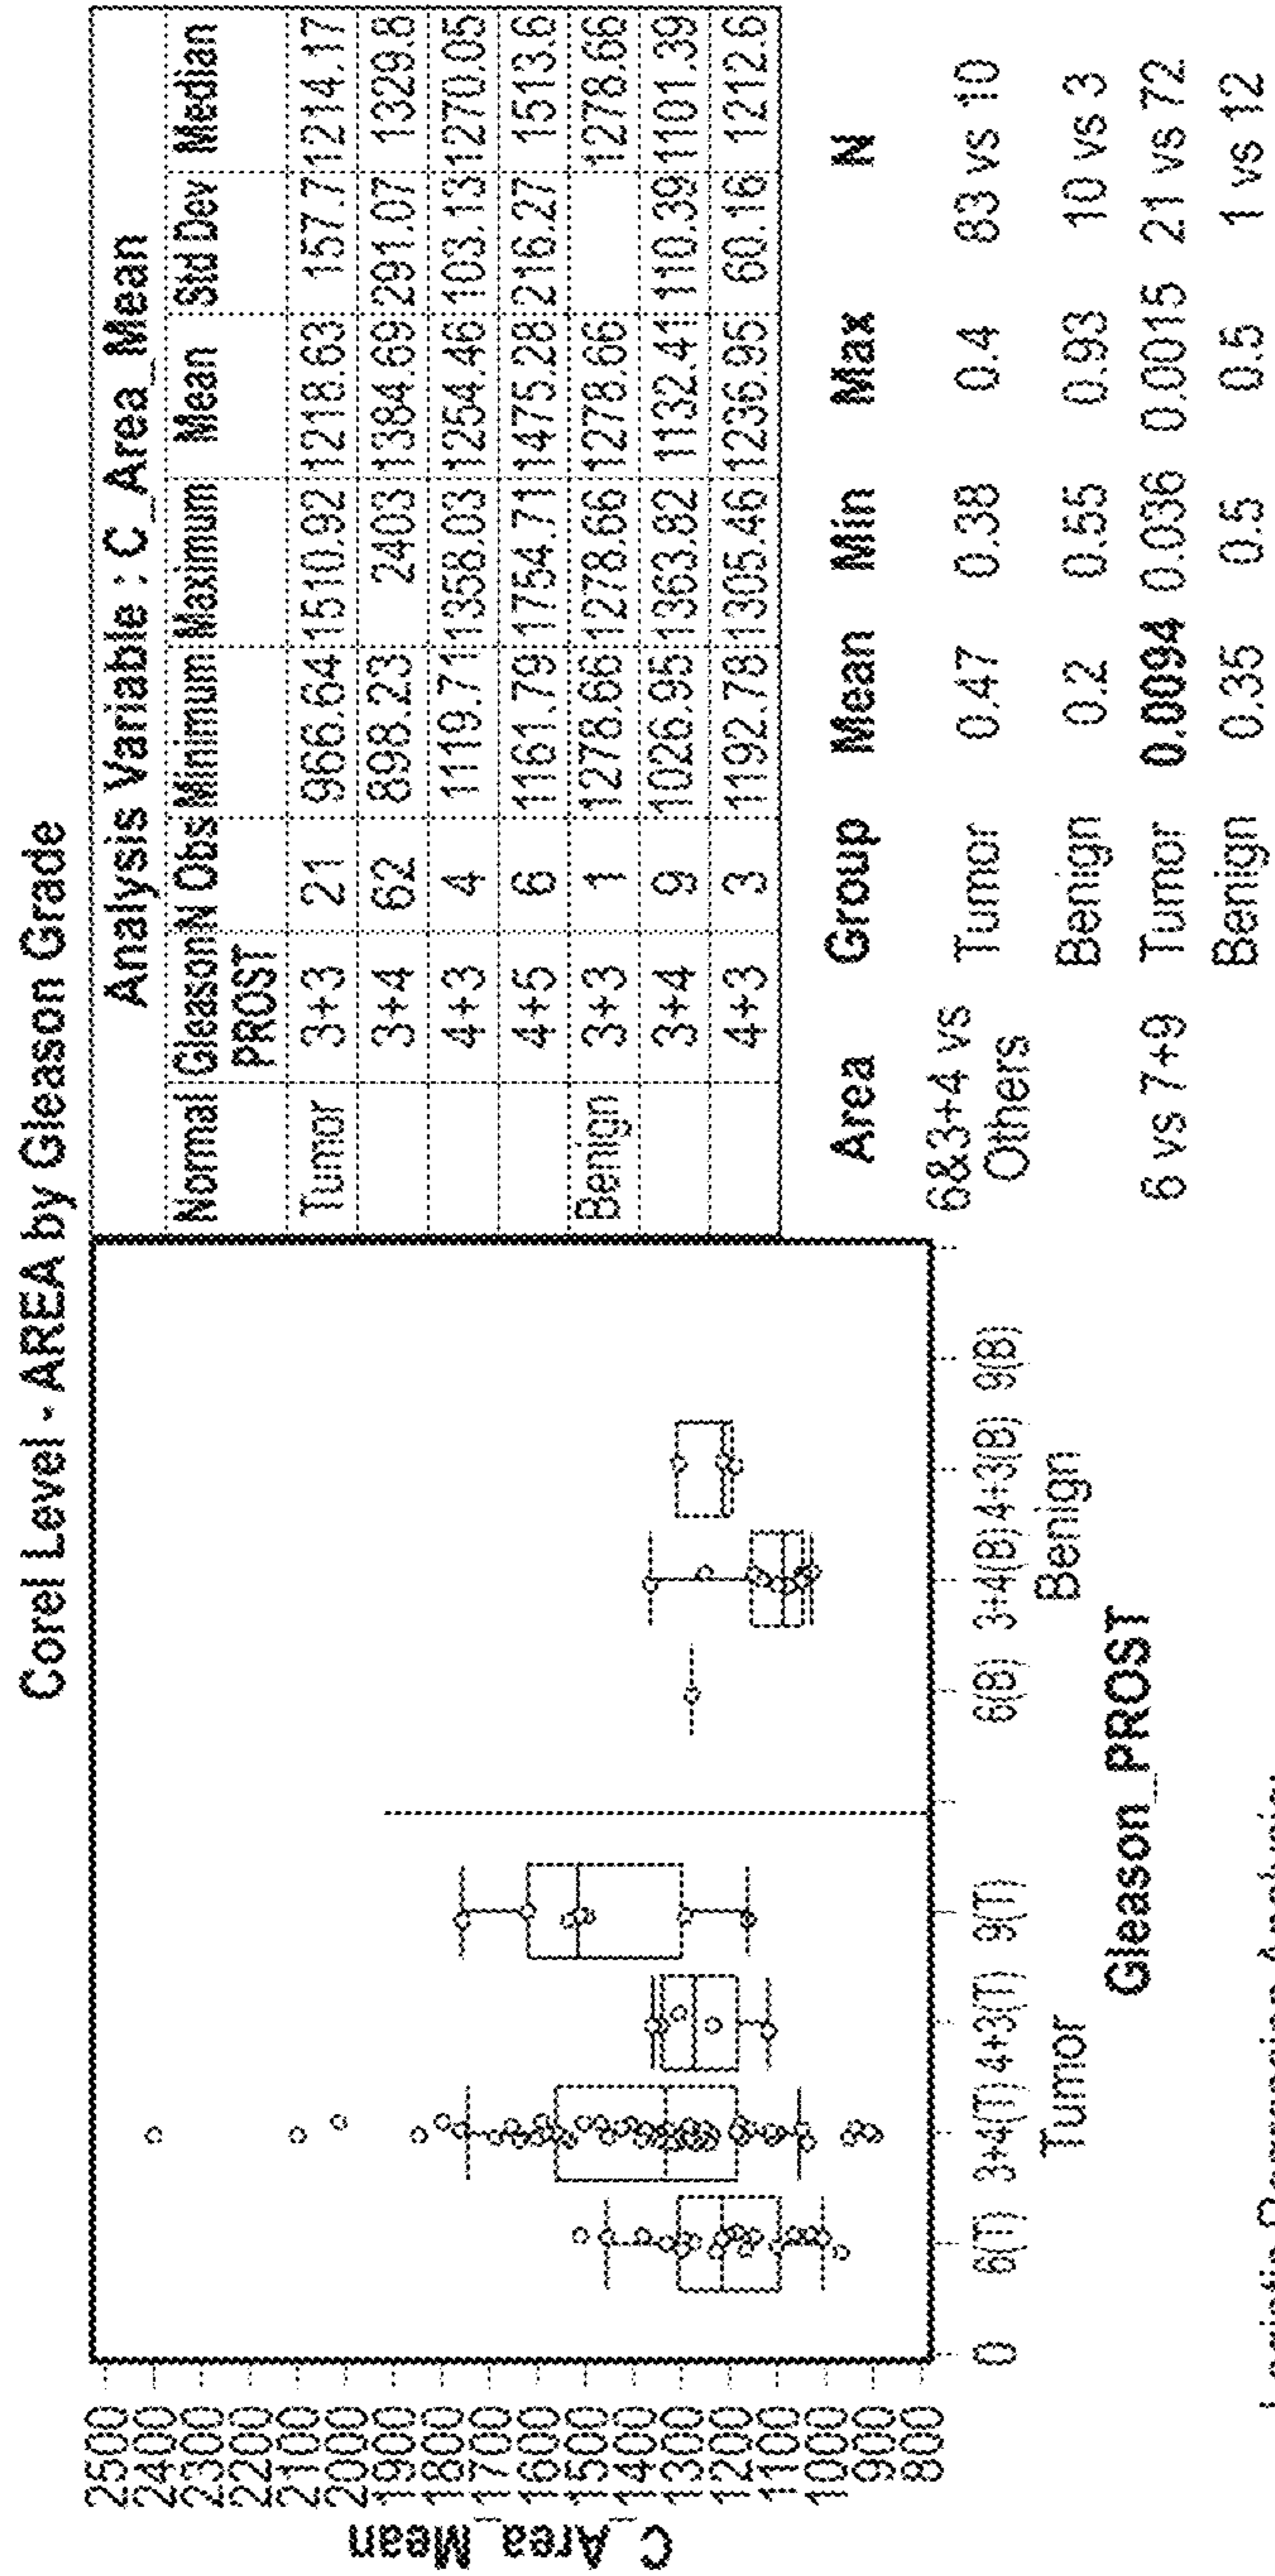 Corel Level - AREA by Gleason Grade
C_Area_Mean
2500
2400
2300
2200
2100
2000
1900
1800
1700
1600
1500
1400
1300
1200
1100
1000
900
800
0 6(T) 3+4(T) 4+3(T) 9(T) 6(B) 3+4(B) 4+3(B) 9(B)
Tumor Benign
Gleason_PROST
Analysis Variable : C_Area_Mean
Normal Gleason N Obs Minimum Maximum Mean Std Dev Median
PROST
Tumor 3+3 21 966.64 1510.92 1218.63 157.7 1214.17
3+4 62 898.23 2403 1384.69 291.07 1329.8
4+3 4 1119.71 1358.03 1254.46 103.13 1270.05
4+5 6 1161.79 1754.71 1475.28 216.27 1513.6
Benign 3+3 1 1278.66 1278.66 1278.66 1278.66
3+4 9 1026.95 1363.82 1132.41 110.39 1101.39
4+3 3 1192.78 1305.46 1236.95 60.16 1212.6
Area Group Mean Min Max N
6&3+4 vs Tumor 0.47 0.38 0.4 83 vs 10
Others
Benign 0.2 0.55 0.93 10 vs 3
6 vs 7+9 Tumor 0.0094 0.036 0.0015 21 vs 72
Benign 0.35 0.5 0.5 1 vs 12